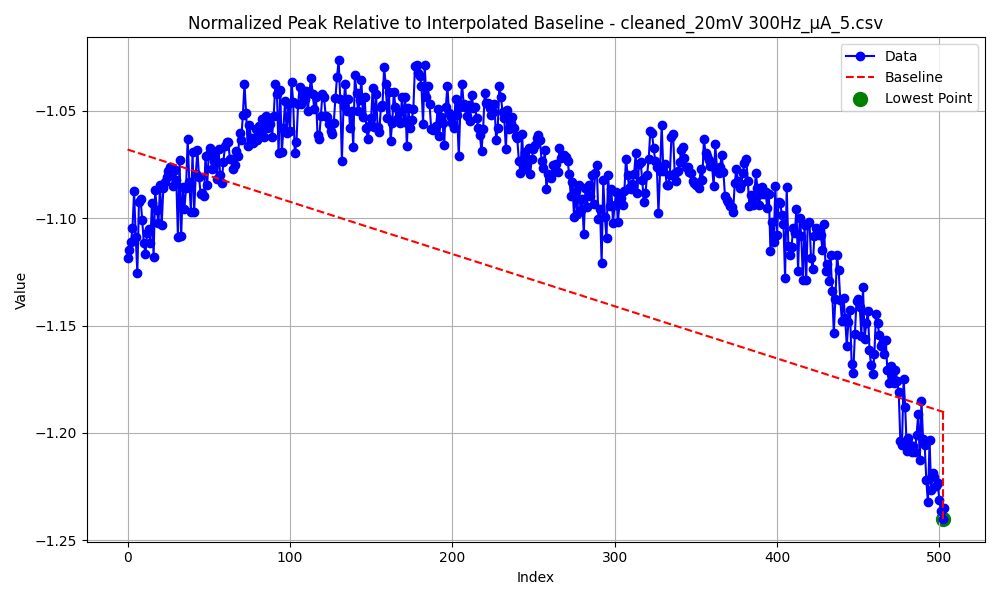 Normalized Peak Relative to Interpolated Baseline - cleaned_20mV 300Hz_µA_5.csv
Data
Baseline
Lowest Point
−1.05
−1.10
−1.15
−1.20
−1.25
Value
0
100
200
300
400
500
Index